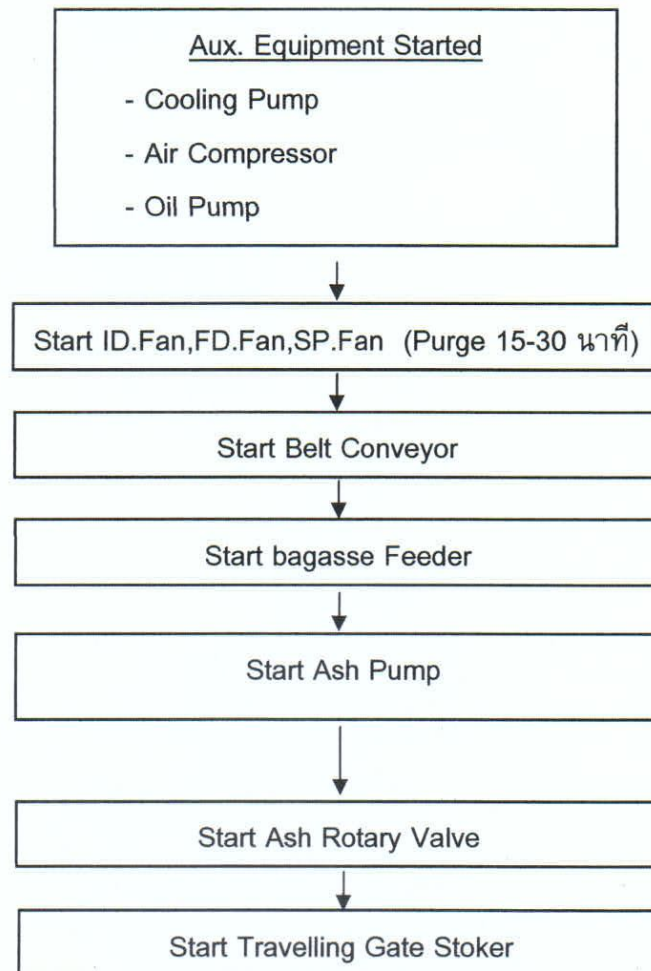 Aux. Equipment Started
- Cooling Pump
- Air Compressor
- Oil Pump
Start ID.Fan,FD.Fan,SP.Fan (Purge 15-30 นาที)
Start Belt Conveyor
Start bagasse Feeder
Start Ash Pump
Start Ash Rotary Valve
Start Travelling Gate Stoker